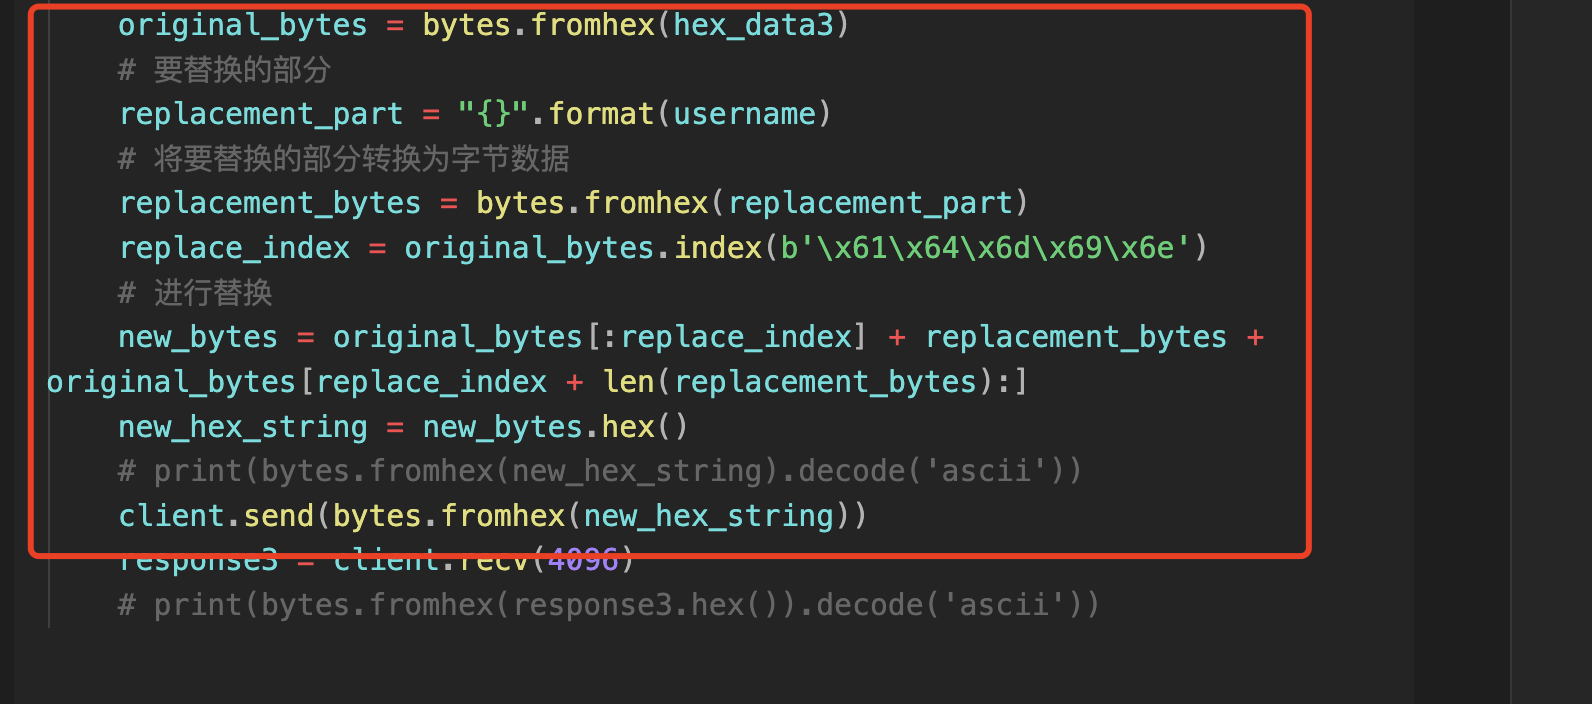 original_bytes = bytes.fromhex(hex_data3)
# 要替换的部分
replacement_part = "{}".format(username)
# 将要替换的部分转换为字节数据
replacement_bytes = bytes.fromhex(replacement_part)
replace_index = original_bytes.index(b'\x61\x64\x6d\x69\x6e')
# 进行替换
new_bytes = original_bytes[:replace_index] + replacement_bytes +
original_bytes[replace_index + len(replacement_bytes):]
new_hex_string = new_bytes.hex()
# print(bytes.fromhex(new_hex_string).decode('ascii'))
client.send(bytes.fromhex(new_hex_string))
response3 = client.recv(4096)
# print(bytes.fromhex(response3.hex()).decode('ascii'))